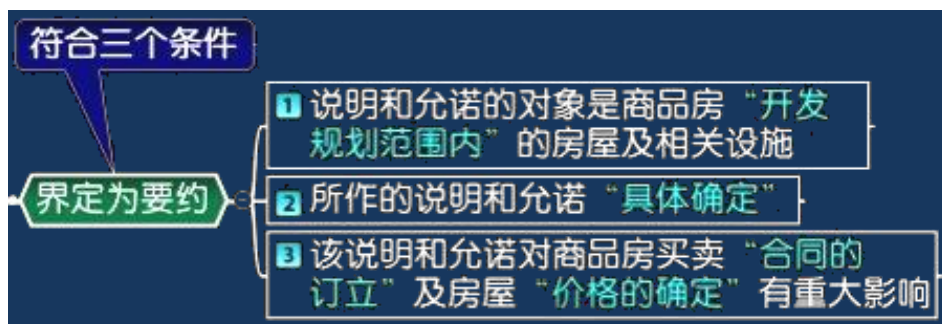 符合三个条件
界定为要约
1 说明和允诺的对象是商品房“开发
规划范围内”的房屋及相关设施
2 所作的说明和允诺“具体确定”
3 该说明和允诺对商品房买卖“合同的
订立”及房屋“价格的确定”有重大影响